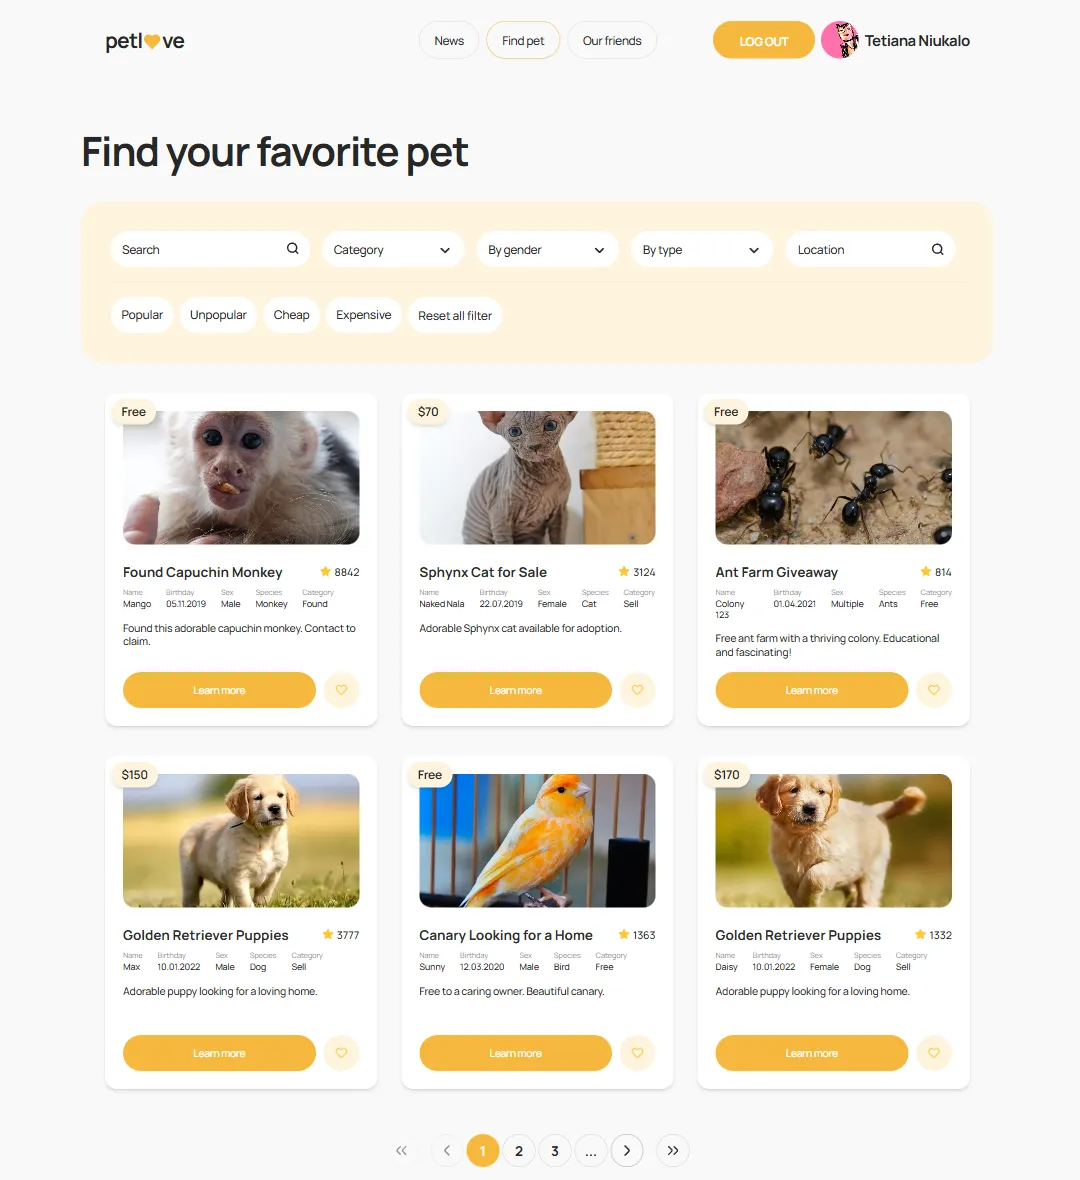 petl ve
News
Find pet
Our friends
LOG OUT
Tetiana Niukalo
Find your favorite pet
Search
Category
By gender
By type
Location
Popular
Unpopular
Cheap
Expensive
Reset all filter
Free
Found Capuchin Monkey
8842
Name Birthday Sex Species Category
Mango 05.11.2019 Male Monkey Found
Found this adorable capuchin monkey. Contact to
claim.
Learn more
$70
Sphynx Cat for Sale
3124
Name Birthday Sex Species Category
Naked Nala 22.07.2019 Female Cat Sell
Adorable Sphynx cat available for adoption.
Learn more
Free
Ant Farm Giveaway
814
Name Birthday Sex Species Category
Colony 01.04.2021 Multiple Ants Free
123
Free ant farm with a thriving colony. Educational
and fascinating!
Learn more
$150
Golden Retriever Puppies
3777
Name Birthday Sex Species Category
Max 10.01.2022 Male Dog Sell
Adorable puppy looking for a loving home.
Learn more
Free
Canary Looking for a Home
1363
Name Birthday Sex Species Category
Sunny 12.03.2020 Male Bird Free
Free to a caring owner. Beautiful canary.
Learn more
$170
Golden Retriever Puppies
1332
Name Birthday Sex Species Category
Daisy 10.01.2022 Female Dog Sell
Adorable puppy looking for a loving home.
Learn more
1 2 3 ...